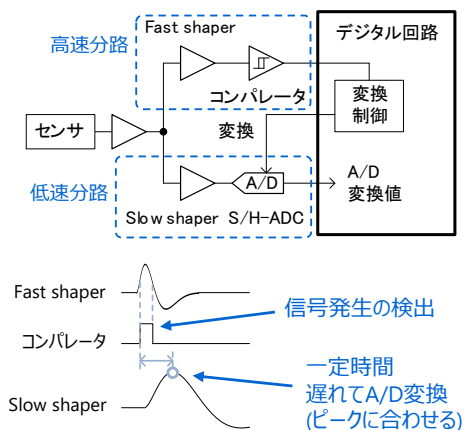 Fast shaper
デジタル回路
高速分路
コンパレータ
変換
制御
センサ
変換
A/D
A/D
変換値
低速分路
Slow shaper S/H-ADC
Fast shaper
信号発生の検出
コンパレータ
一定時間
遅れてA/D変換
(ピークに合わせる)
Slow shaper